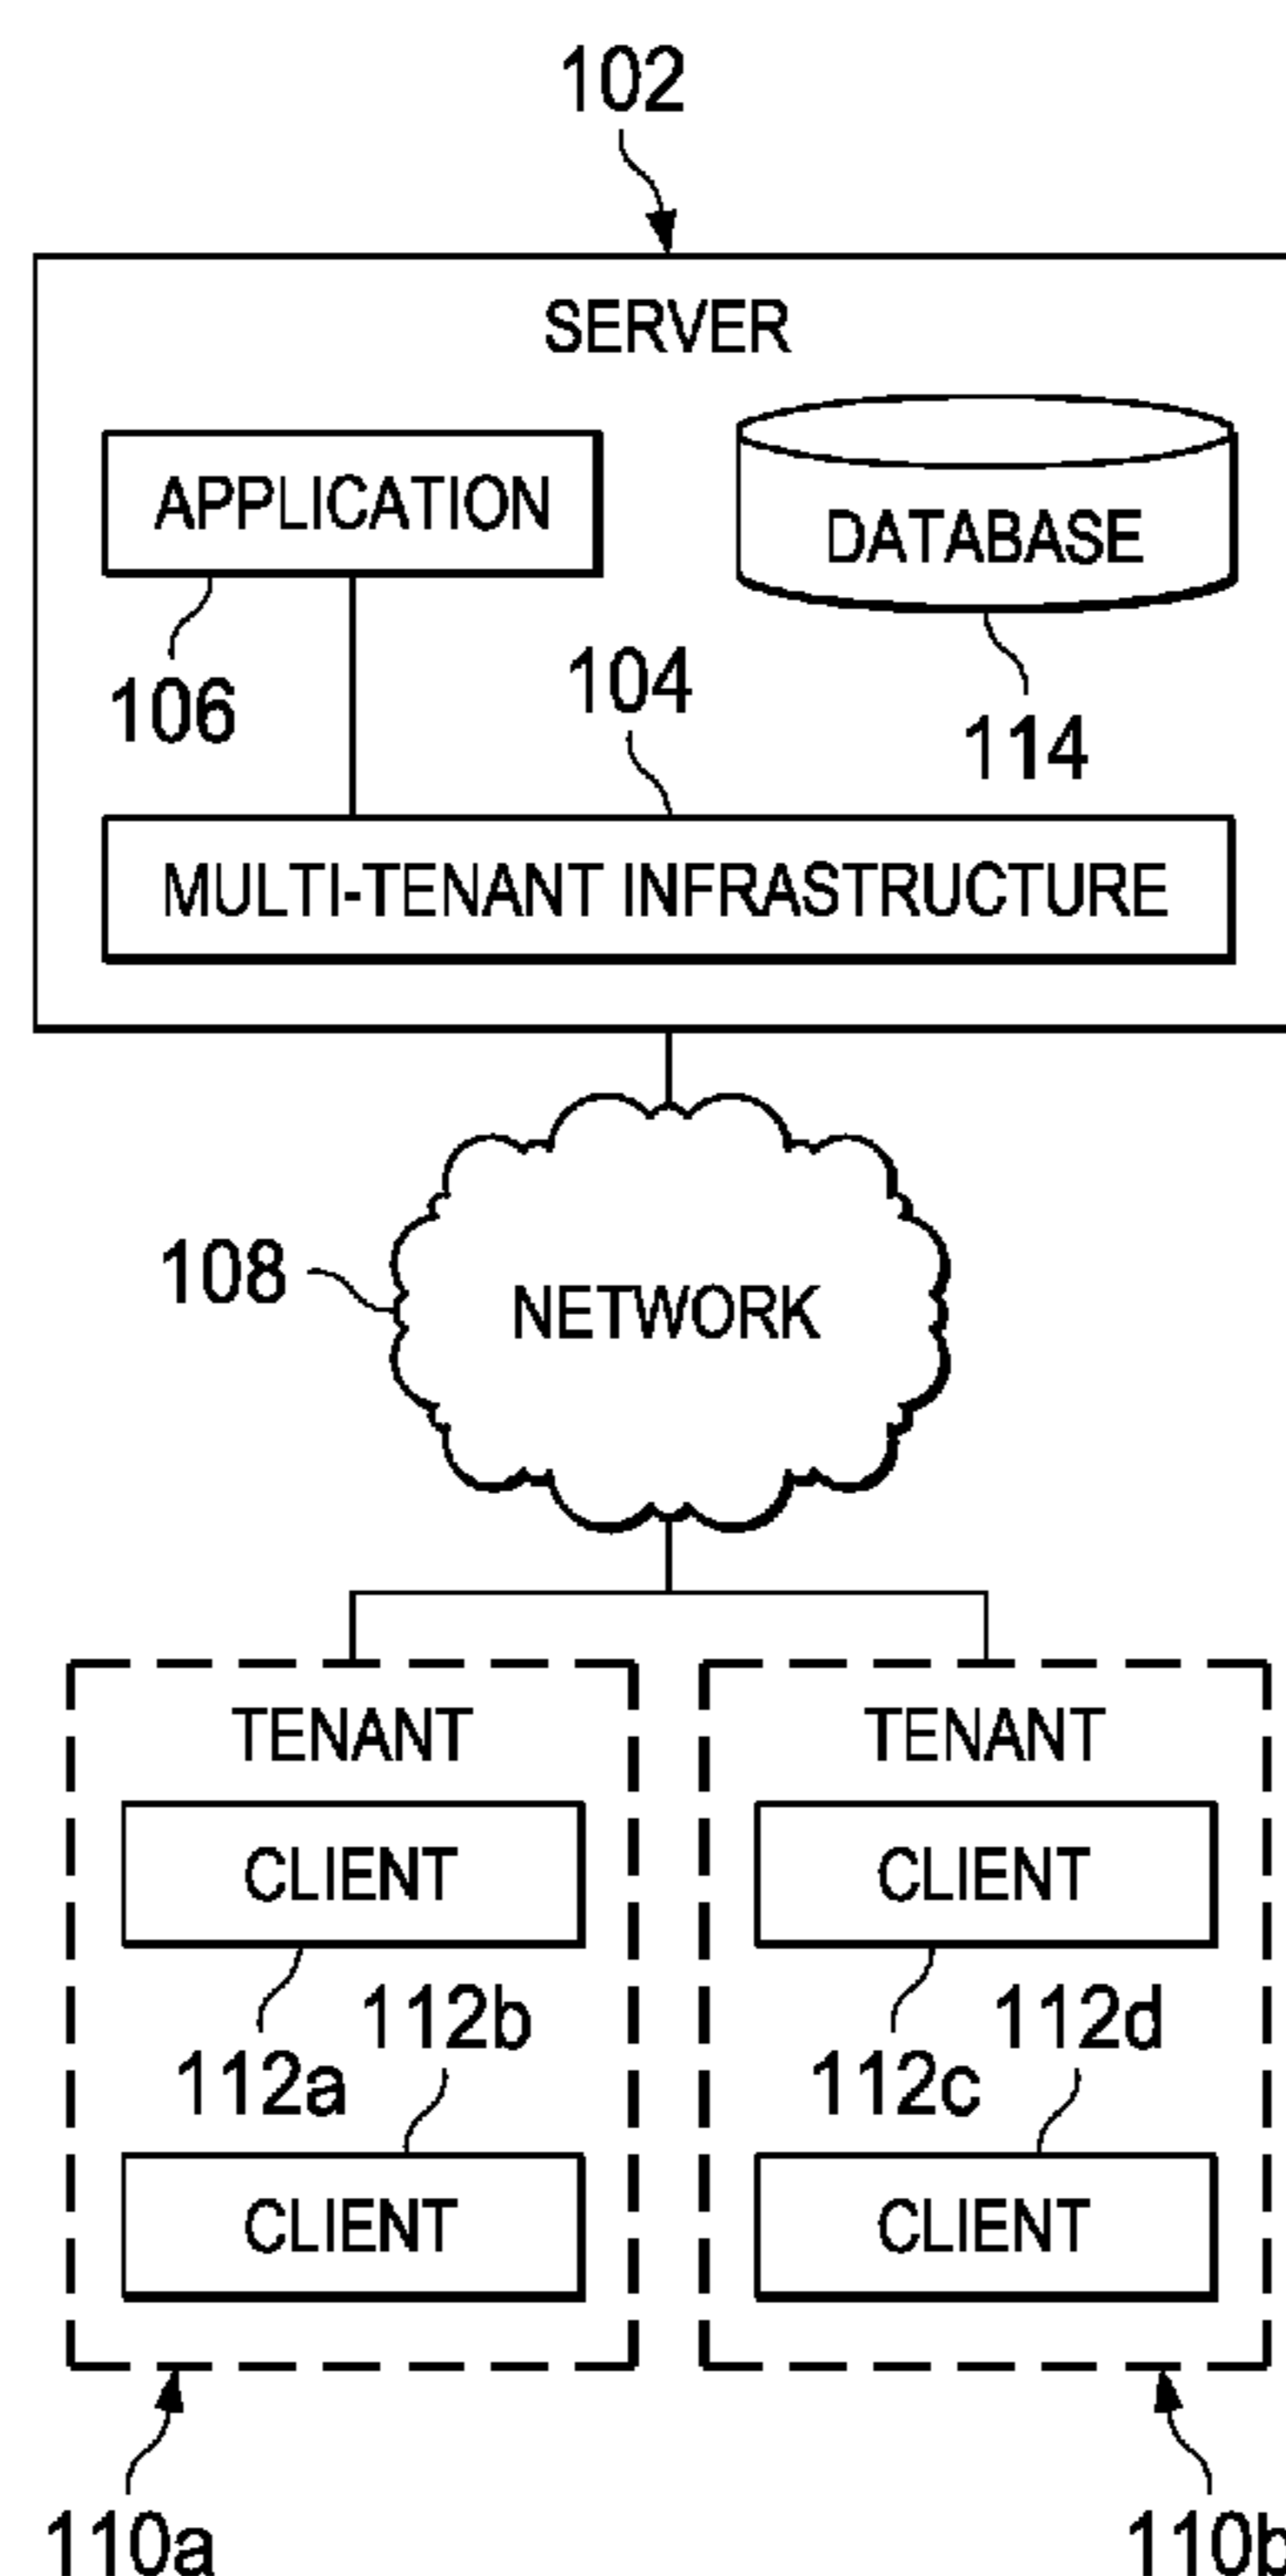 102
SERVER
APPLICATION
DATABASE
106
104
114
MULTI-TENANT INFRASTRUCTURE
108
NETWORK
TENANT
TENANT
CLIENT
CLIENT
112a
112b
112c
112d
CLIENT
CLIENT
110a
110b